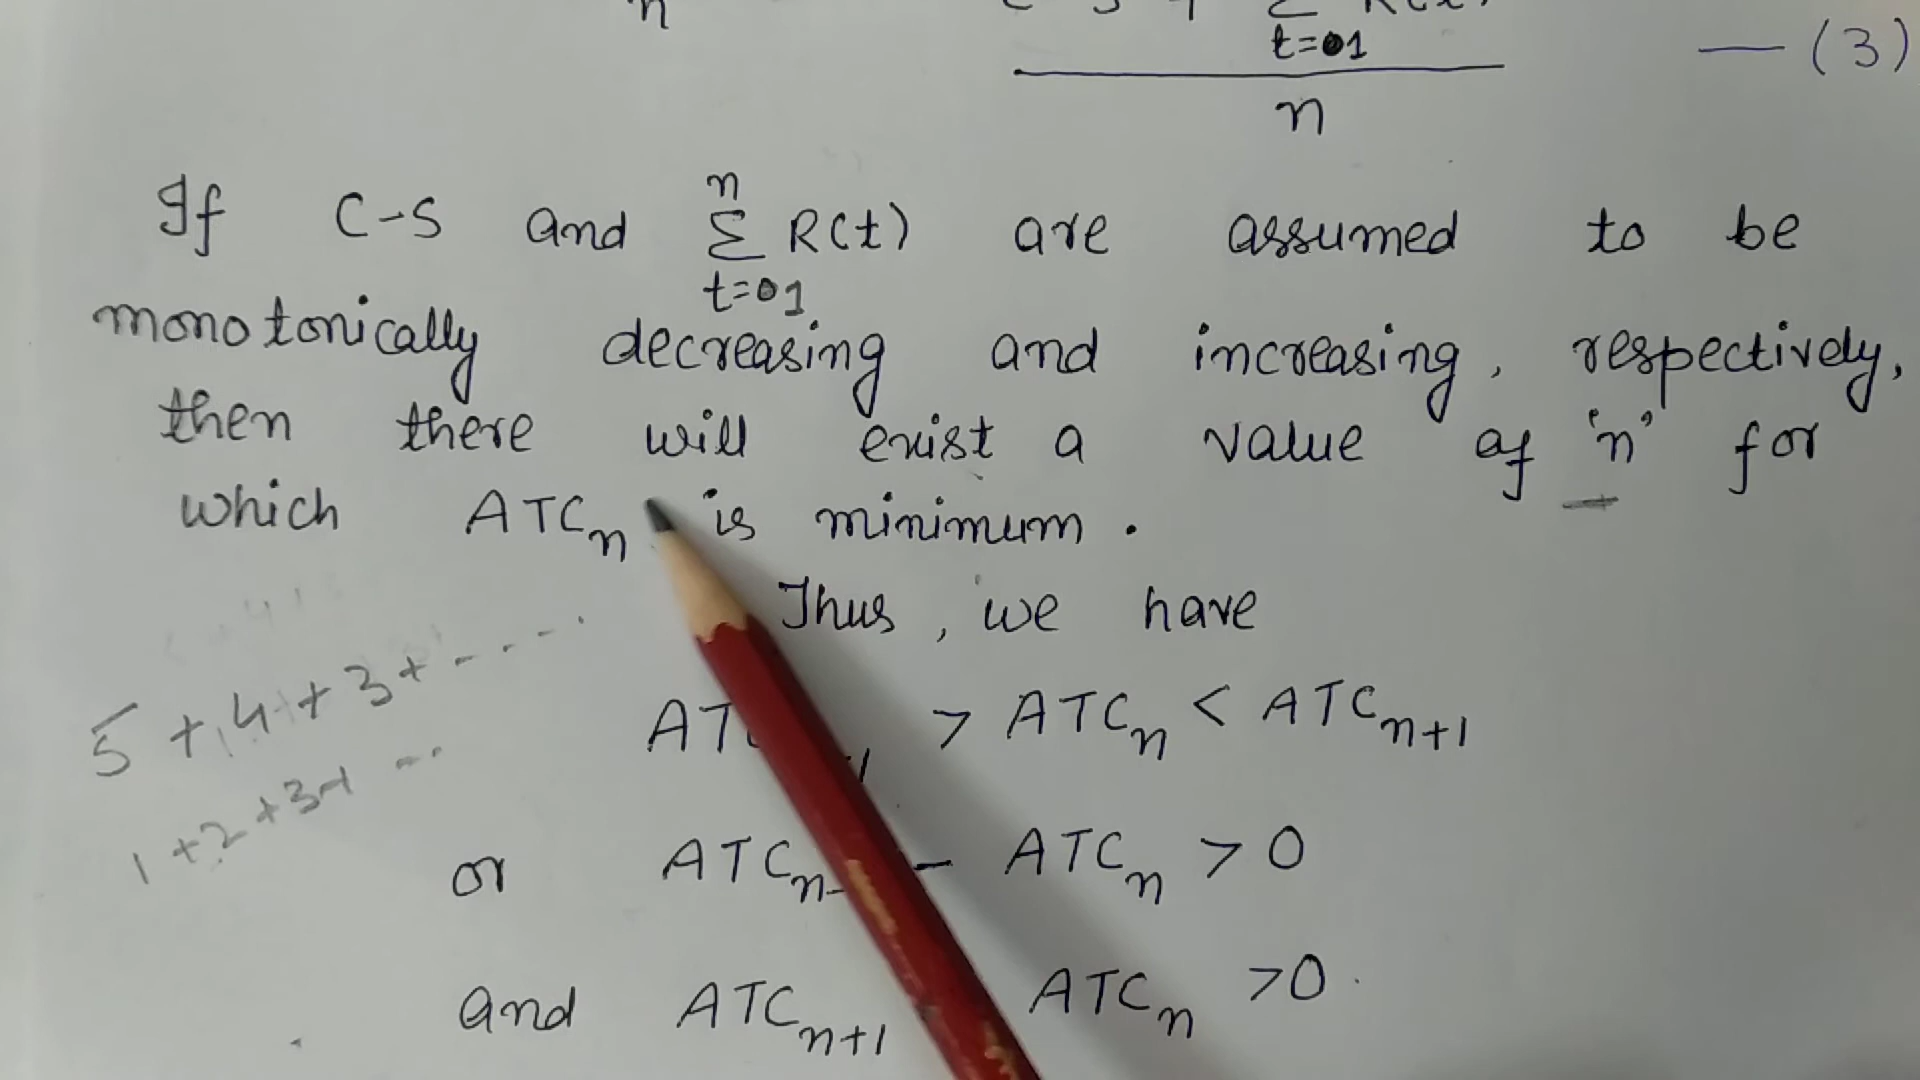 n
t=01
— (3)
n
If C-S and n Σ t=01 R(t) are assumed to be
monotonically decreasing and increasing, respectively,
then there will exist a value of 'n' for
which ATCn is minimum.
Thus, we have
5+4+3+----.
AT > ATCn < ATCn+1
1+2+3+ ---
or ATCn- - ATCn > 0
and ATCn+1 ATCn >0.